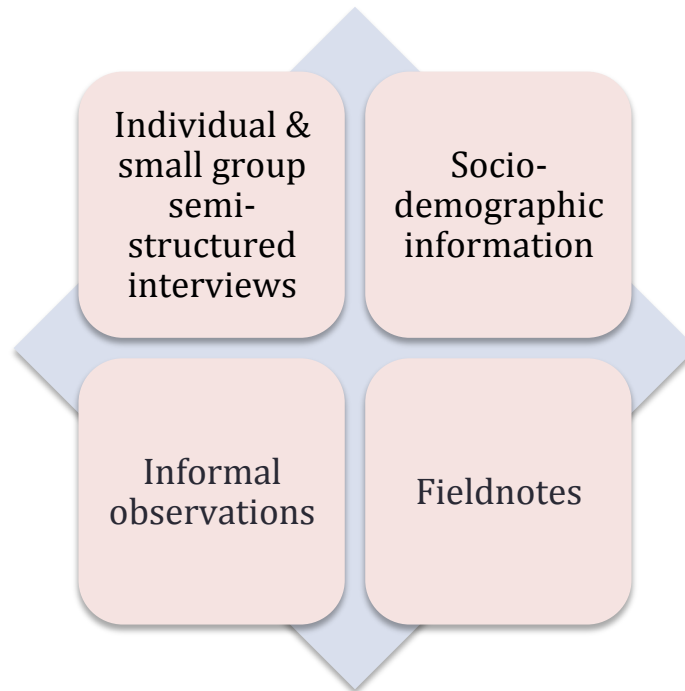 Individual &
small group
semi-
structured
interviews
Socio-
demographic
information
Informal
observations
Fieldnotes